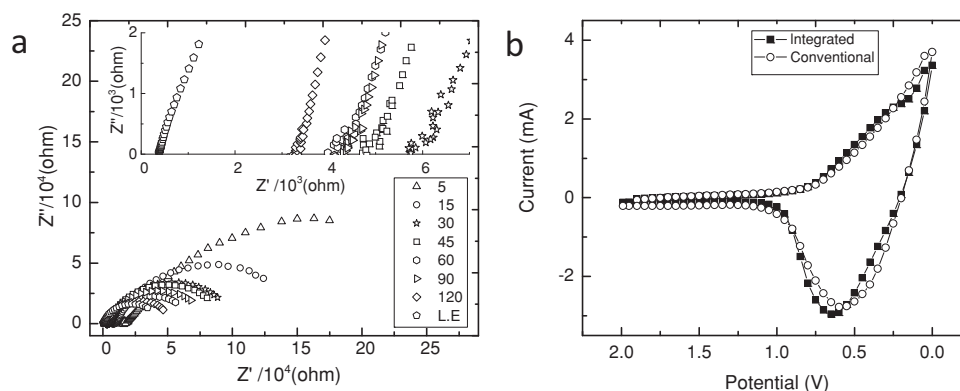 a
25
20
15
10
5
0
Z''/10⁴(ohm)
0 5 10 15 20 25
Z' /10⁴(ohm)
2
1
0
Z''/10³(ohm)
0 2 4 6
Z' /10³(ohm)
5
15
30
45
60
90
120
L.E
b
4
2
0
-2
Current (mA)
Integrated
Conventional
2.0 1.5 1.0 0.5 0.0
Potential (V)